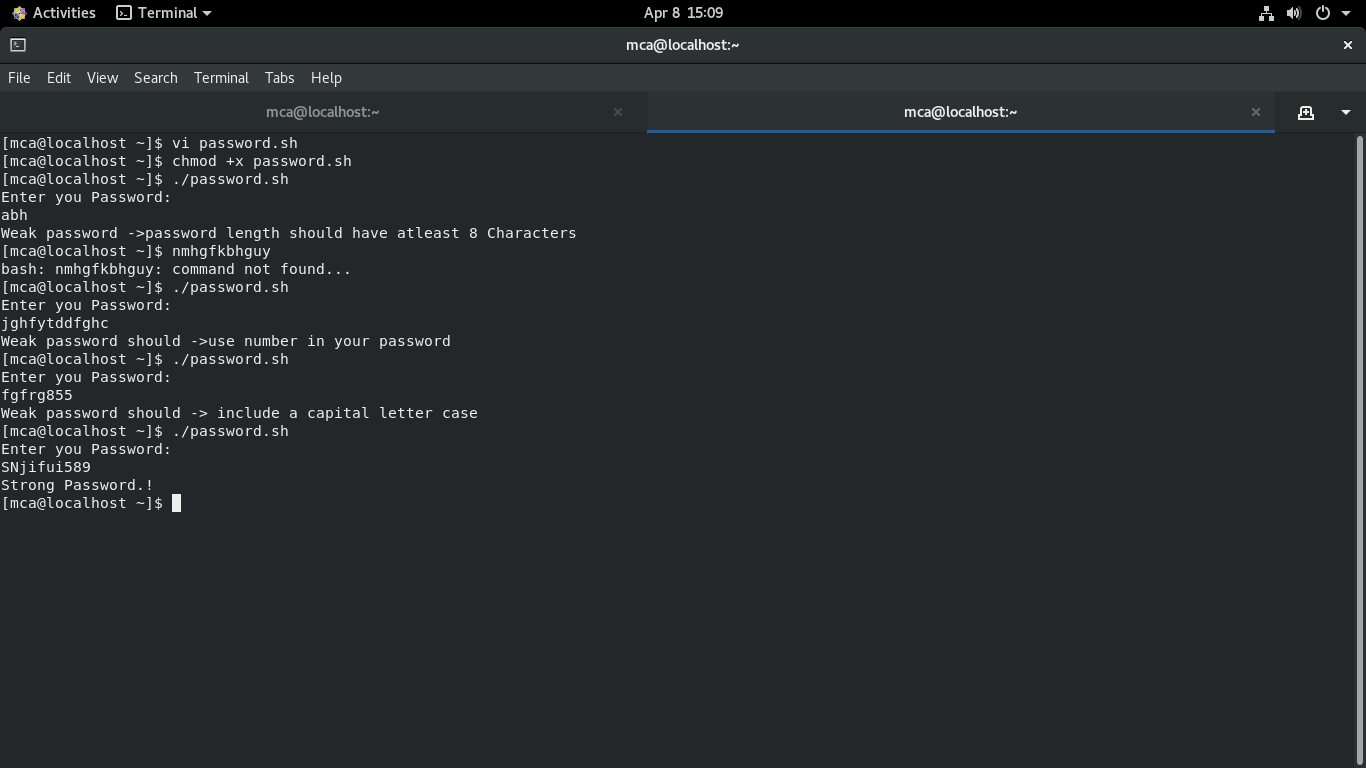 Activities Terminal Apr 8 15:09
mca@localhost:~
File Edit View Search Terminal Tabs Help
mca@localhost:~ mca@localhost:~
[mca@localhost ~]$ vi password.sh
[mca@localhost ~]$ chmod +x password.sh
[mca@localhost ~]$ ./password.sh
Enter you Password:
abh
Weak password ->password length should have atleast 8 Characters
[mca@localhost ~]$ nmhgfkbhguy
bash: nmhgfkbhguy: command not found...
[mca@localhost ~]$ ./password.sh
Enter you Password:
jghfytddfghc
Weak password should ->use number in your password
[mca@localhost ~]$ ./password.sh
Enter you Password:
fgfrg855
Weak password should -> include a capital letter case
[mca@localhost ~]$ ./password.sh
Enter you Password:
SNjifui589
Strong Password.!
[mca@localhost ~]$